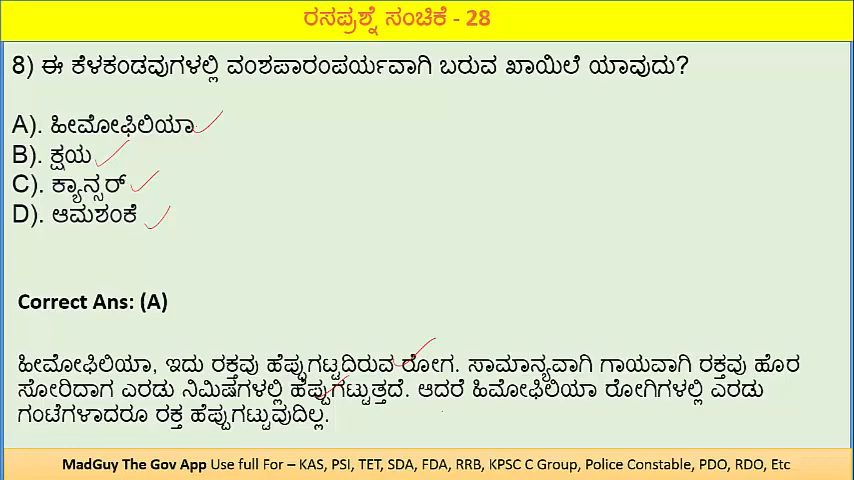 ರಸಪ್ರಶ್ನೆ ಸಂಚಿಕೆ - 28
8) ಈ ಕೆಳಕಂಡವುಗಳಲ್ಲಿ ವಂಶಪಾರಂಪರ್ಯವಾಗಿ ಬರುವ ಖಾಯಿಲೆ ಯಾವುದು?
A). ಹೀಮೋಫಿಲಿಯಾ
B). ಕ್ಷಯ
C). ಕ್ಯಾನ್ಸರ್
D). ಆಮಶಂಕೆ
Correct Ans: (A)
ಹೀಮೋಫಿಲಿಯಾ, ಇದು ರಕ್ತವು ಹೆಪ್ಪುಗಟ್ಟದಿರುವ ರೋಗ. ಸಾಮಾನ್ಯವಾಗಿ ಗಾಯವಾಗಿ ರಕ್ತವು ಹೊರ
ಸೋರಿದಾಗ ಎರಡು ನಿಮಿಷಗಳಲ್ಲಿ ಹೆಪ್ಪುಗಟ್ಟುತ್ತದೆ. ಆದರೆ ಹಿಮೋಫಿಲಿಯಾ ರೋಗಿಗಳಲ್ಲಿ ಎರಡು
ಗಂಟೆಗಳಾದರೂ ರಕ್ತ ಹೆಪ್ಪುಗಟ್ಟುವುದಿಲ್ಲ.
MadGuy The Gov App Use full For – KAS, PSI, TET, SDA, FDA, RRB, KPSC C Group, Police Constable, PDO, RDO, Etc